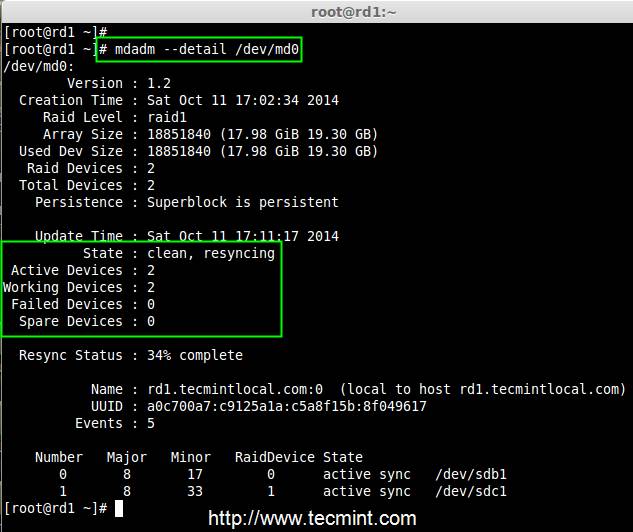 root@rd1:~
[root@rd1 ~]#
[root@rd1 ~]# mdadm --detail /dev/md0
/dev/md0:
        Version : 1.2
  Creation Time : Sat Oct 11 17:02:34 2014
     Raid Level : raid1
     Array Size : 18851840 (17.98 GiB 19.30 GB)
  Used Dev Size : 18851840 (17.98 GiB 19.30 GB)
   Raid Devices : 2
  Total Devices : 2
    Persistence : Superblock is persistent

    Update Time : Sat Oct 11 17:11:17 2014
          State : clean, resyncing
 Active Devices : 2
Working Devices : 2
 Failed Devices : 0
  Spare Devices : 0

  Resync Status : 34% complete

           Name : rd1.tecmintlocal.com:0  (local to host rd1.tecmintlocal.com)
           UUID : a0c700a7:c9125a1a:c5a8f15b:8f049617
         Events : 5

    Number   Major   Minor   RaidDevice State
       0       8       17        0      active sync   /dev/sdb1
       1       8       33        1      active sync   /dev/sdc1
[root@rd1 ~]#
http://www.tecmint.com